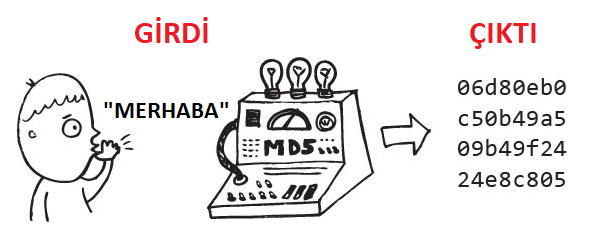 GİRDİ
ÇIKTI
"MERHABA"
MD5
06d80eb0
c50b49a5
09b49f24
24e8c805